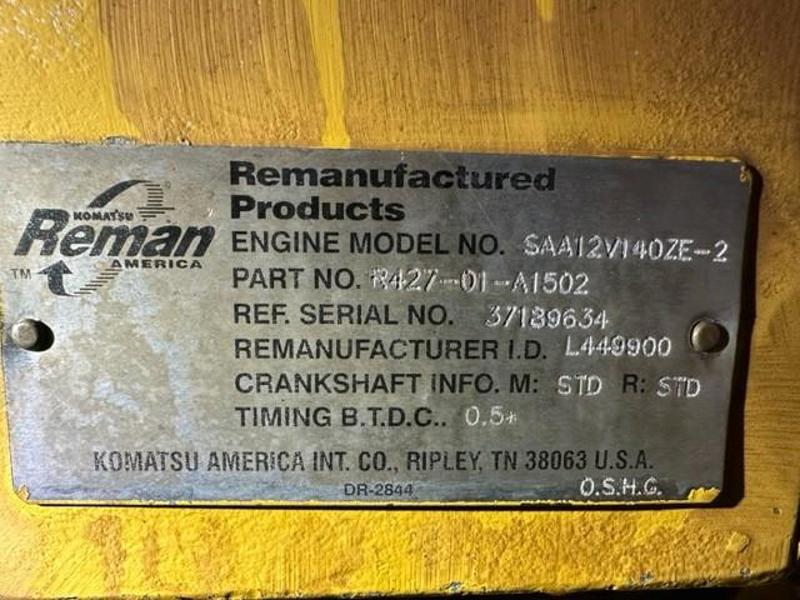 KOMATSU
Reman
TM
AMERICA
Remanufactured
Products
ENGINE MODEL NO. SAA12V140ZE-2
PART NO. R427-01-A1502
REF. SERIAL NO. 37189634
REMANUFACTURER I.D. L449900
CRANKSHAFT INFO. M: STD R: STD
TIMING B.T.D.C.. 0.5*
KOMATSU AMERICA INT. CO., RIPLEY, TN 38063 U.S.A.
DR-2844
O.S.H.G.